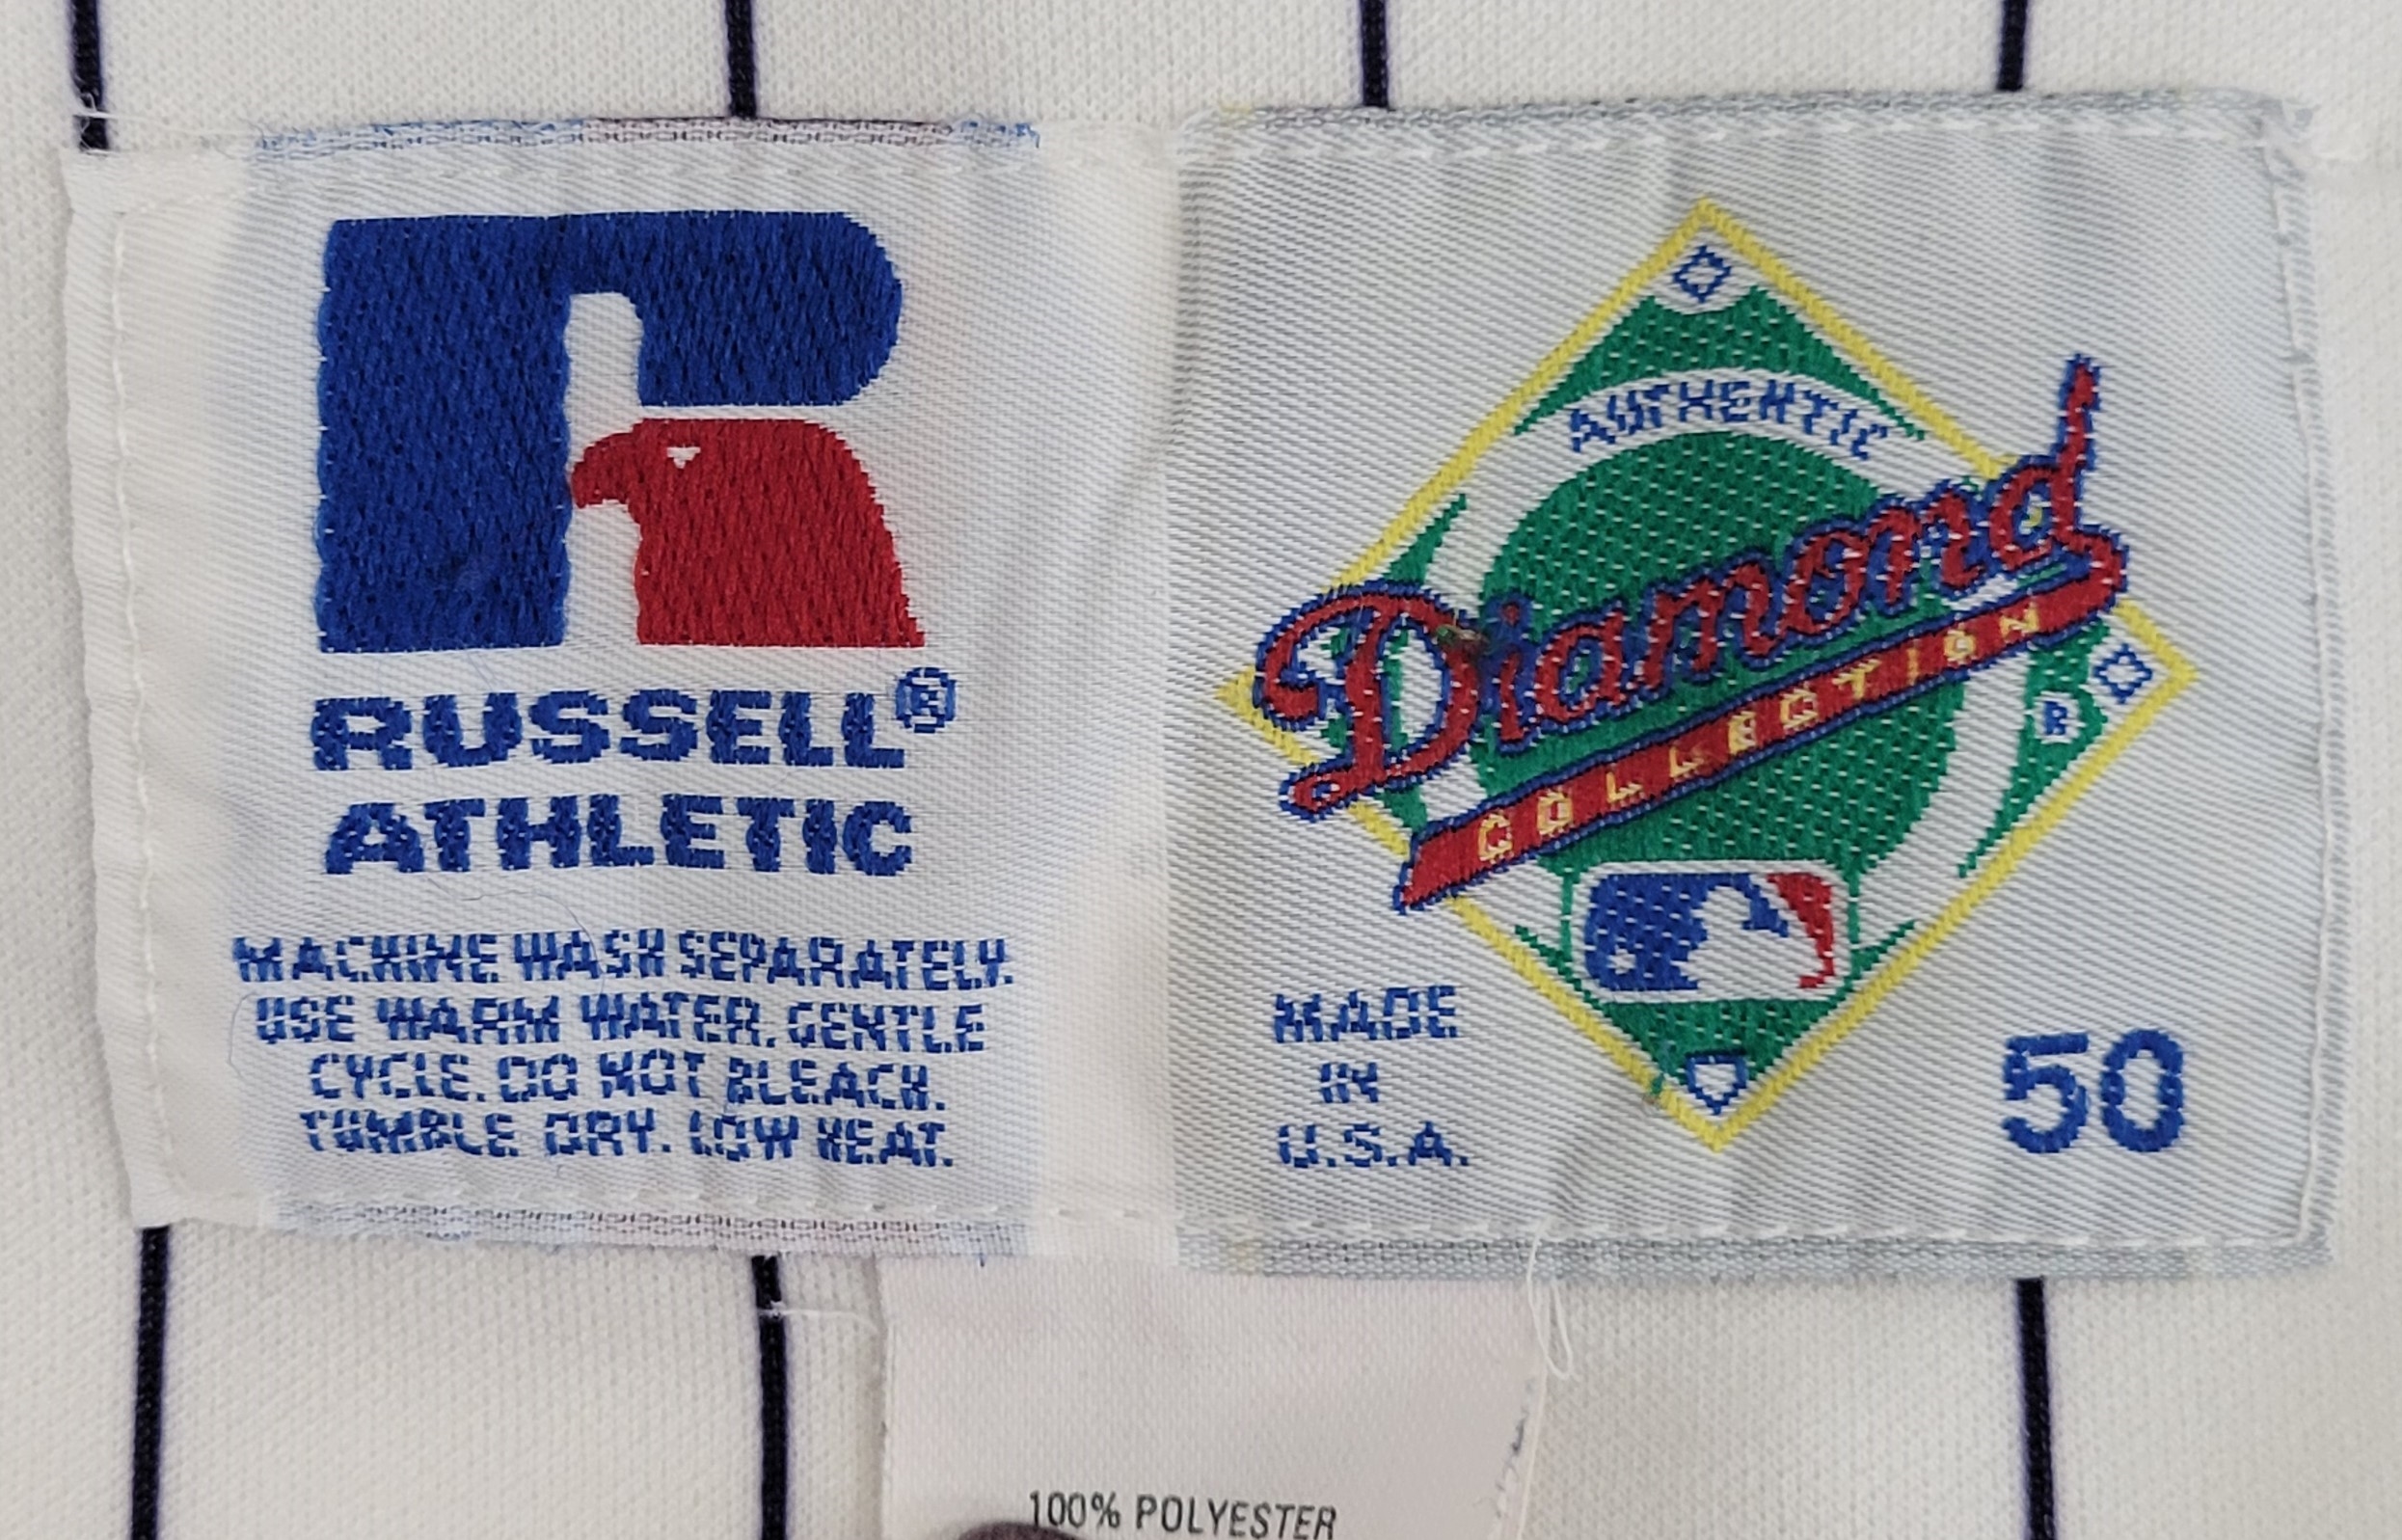 RUSSELL®
ATHLETIC
MACHINE WASH SEPARATELY.
USE WARM WATER. GENTLE
CYCLE. DO NOT BLEACH.
TUMBLE DRY. LOW HEAT.
AUTHENTIC
Diamond
COLLECTION
®
MADE
IN
U.S.A.
50
100% POLYESTER